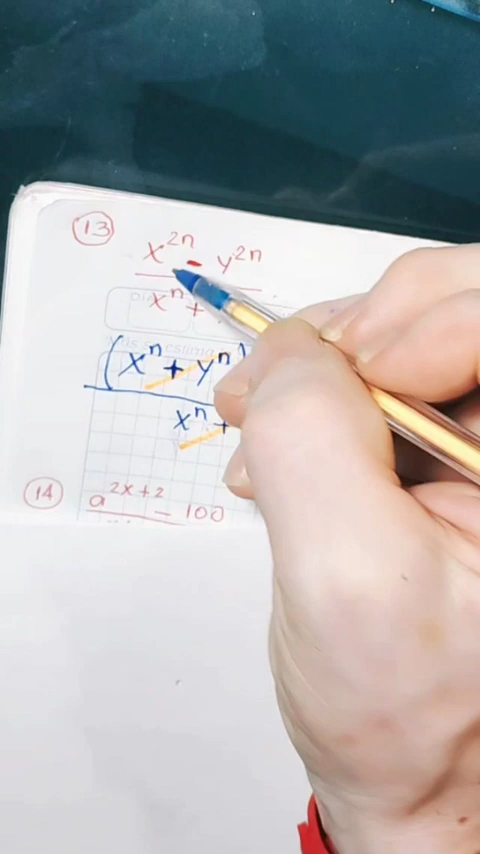 13
x^2n - y^2n
x^n +
(x^n + y^n)
x^n +
14
a^2x+2 - 100